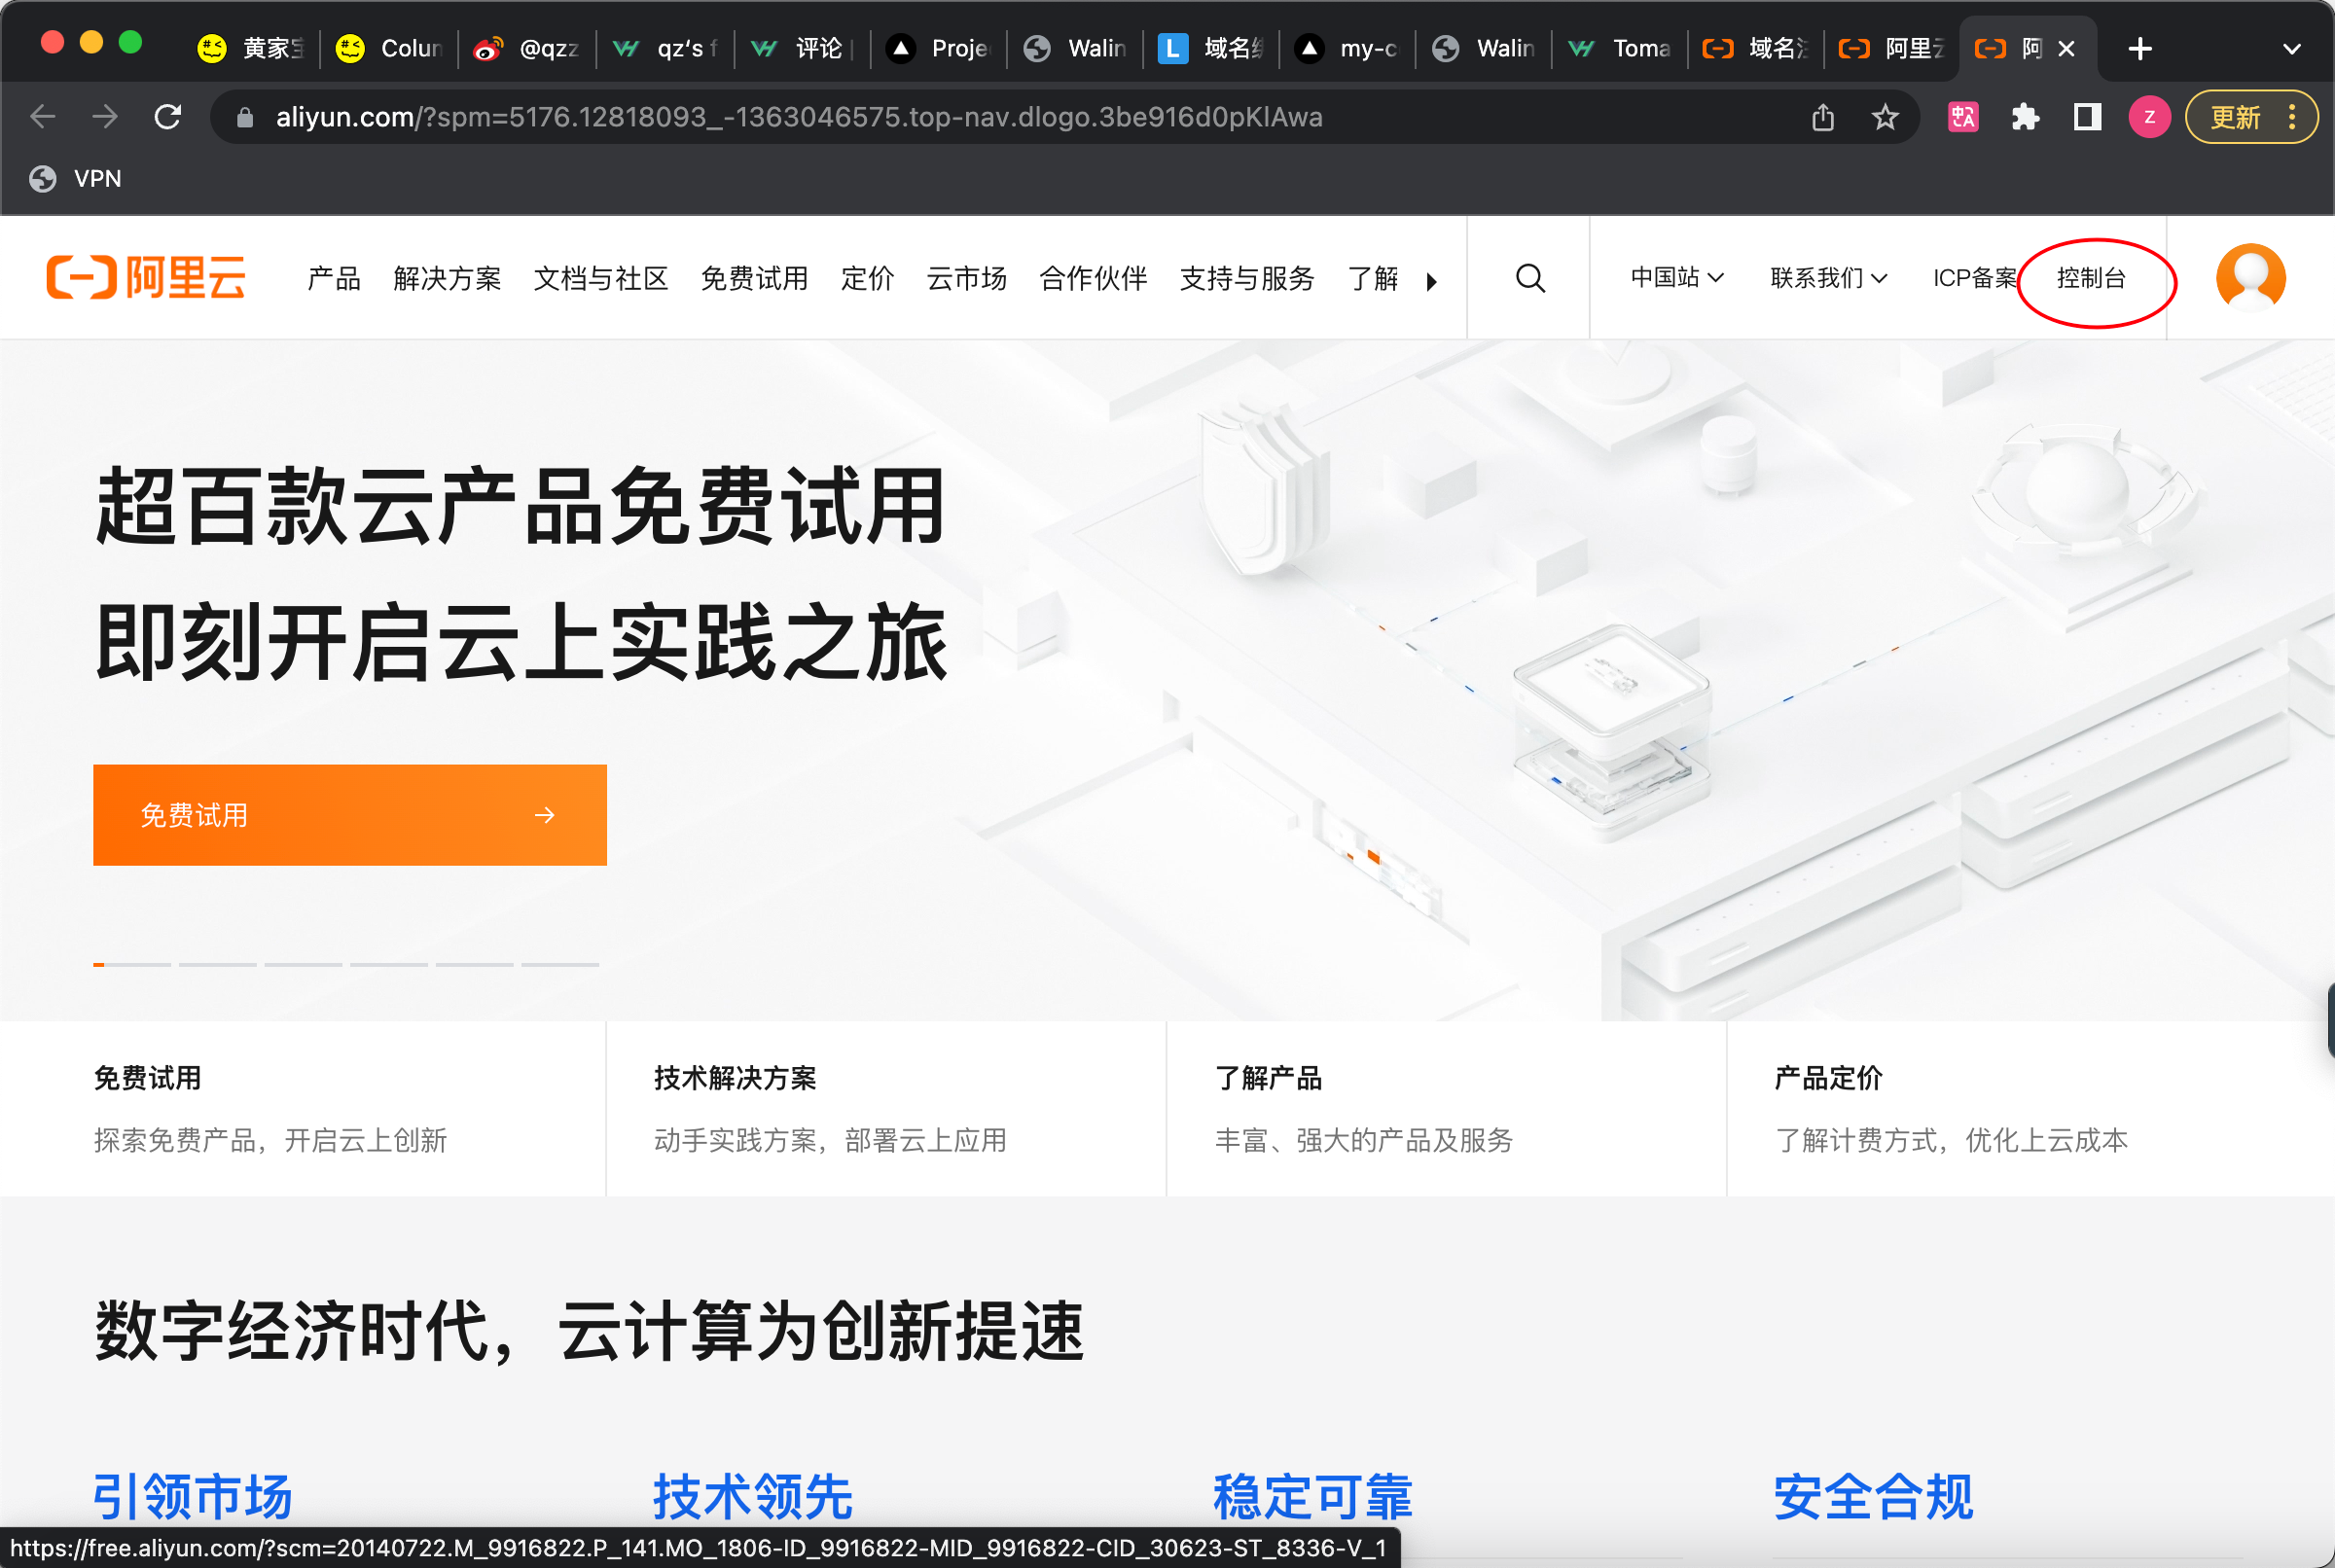 黄家宝 Colun @qzz qz‘s f 评论 Proje Walin 域名 my-c Walin Toma 域名 阿里云 阿
aliyun.com/?spm=5176.12818093_-1363046575.top-nav.dlogo.3be916d0pKlAwa Z 更新
VPN
阿里云 产品 解决方案 文档与社区 免费试用 定价 云市场 合作伙伴 支持与服务 了解 中国站 联系我们 ICP备案 控制台
超百款云产品免费试用
即刻开启云上实践之旅
免费试用
免费试用 技术解决方案 了解产品 产品定价
探索免费产品，开启云上创新 动手实践方案，部署云上应用 丰富、强大的产品及服务 了解计费方式，优化上云成本
数字经济时代，云计算为创新提速
引领市场 技术领先 稳定可靠 安全合规
https://free.aliyun.com/?scm=20140722.M_9916822.P_141.MO_1806-ID_9916822-MID_9916822-CID_30623-ST_8336-V_1